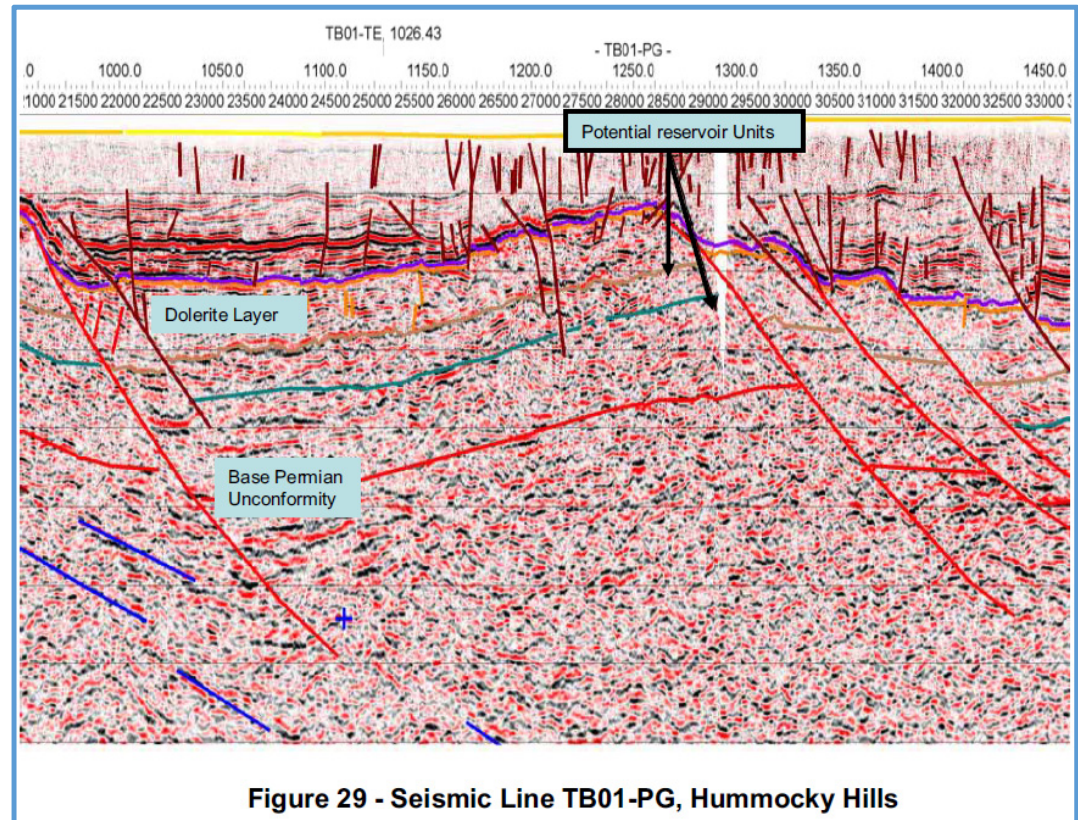 TB01-TE, 1026.43
- TB01-PG -
.0 1000.0 1050.0 1100.0 1150.0 1200.0 1250.0 1300.0 1350.0 1400.0 1450.0
21000 21500 22000 22500 23000 23500 24000 24500 25000 25500 26000 26500 27000 27500 28000 28500 29000 29500 30000 30500 31000 31500 32000 32500 33000 3
Potential reservoir Units
Dolerite Layer
Base Permian
Unconformity
Figure 29 - Seismic Line TB01-PG, Hummocky Hills